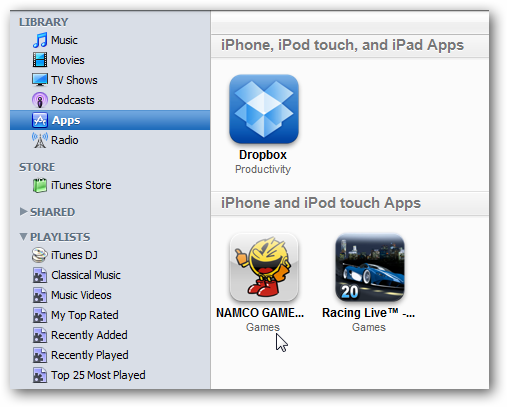 LIBRARY
Music
Movies
TV Shows
Podcasts
Apps
Radio
STORE
iTunes Store
SHARED
PLAYLISTS
iTunes DJ
Classical Music
Music Videos
My Top Rated
Recently Added
Recently Played
Top 25 Most Played
iPhone, iPod touch, and iPad Apps
Dropbox
Productivity
iPhone and iPod touch Apps
NAMCO GAME...
Games
20
Racing Live™ -...
Games